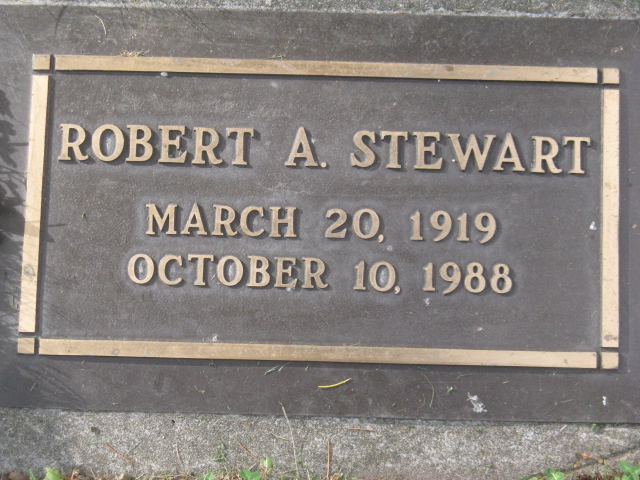 ROBERT A. STEWART
MARCH 20, 1919
OCTOBER 10, 1988